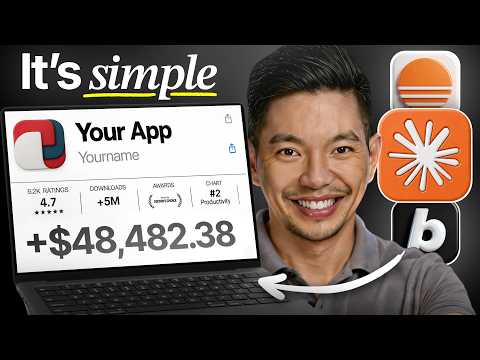 It's simple
Your App
Yourname
5.2K RATINGS
4.7
★★★★★
DOWNLOADS
+5M
AWARDS
CHART
#2
Productivity
+$48,482.38
b